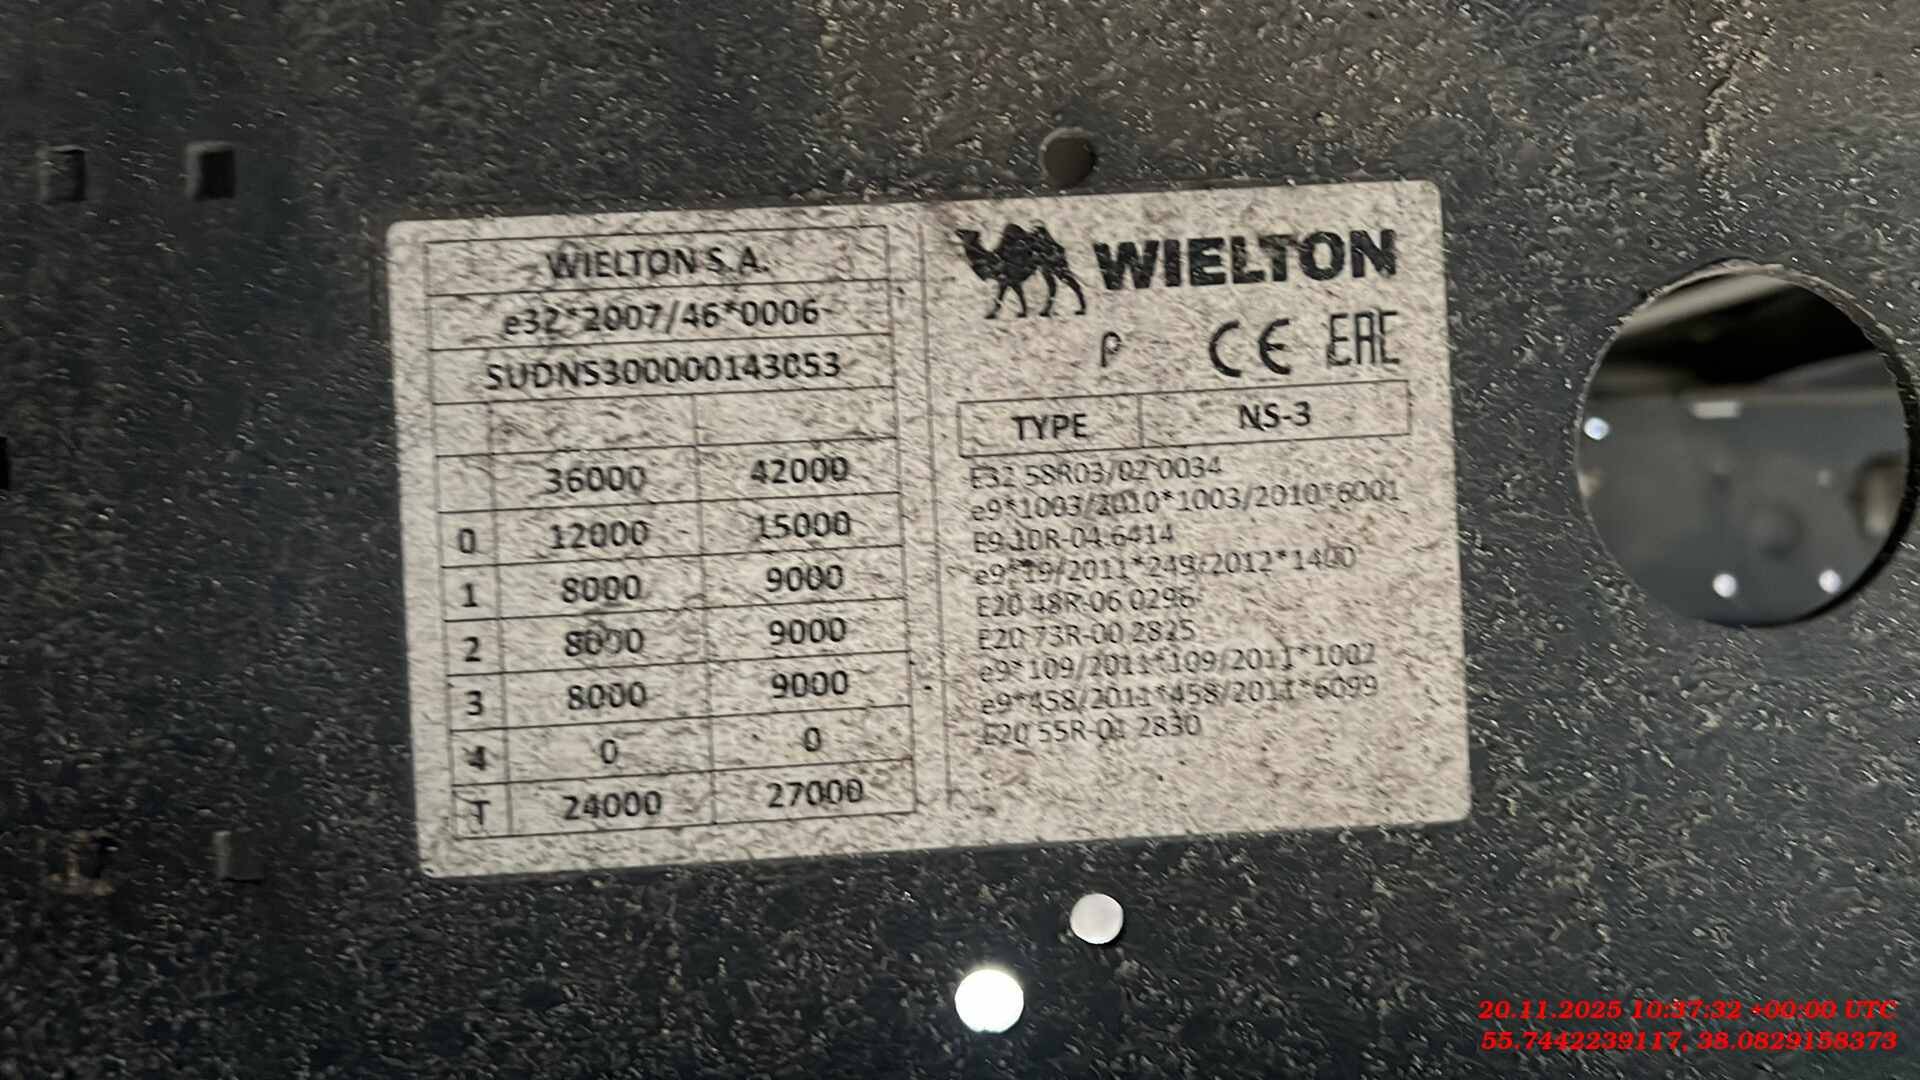 WIELTON S.A.
e32*2007/46*0006-
SUDNS300000143053
36000 42000
0 12000 15000
1 8000 9000
2 8000 9000
3 8000 9000
4 0 0
T 24000 27000
WIELTON
P CE EAC
TYPE NS-3
E32 58R03/02 0034
e9*1003/2010*1003/2010*6001
E9 10R-04 6414
e9*19/2011*249/2012*1400
E20 48R-06 0296
E20 73R-00 2825
e9*109/2011*109/2011*1002
e9*458/2011*458/2011*6099
E20 55R-01 2830
20.11.2025 10:37:32 +00:00 UTC
55.7442239117, 38.0829158373